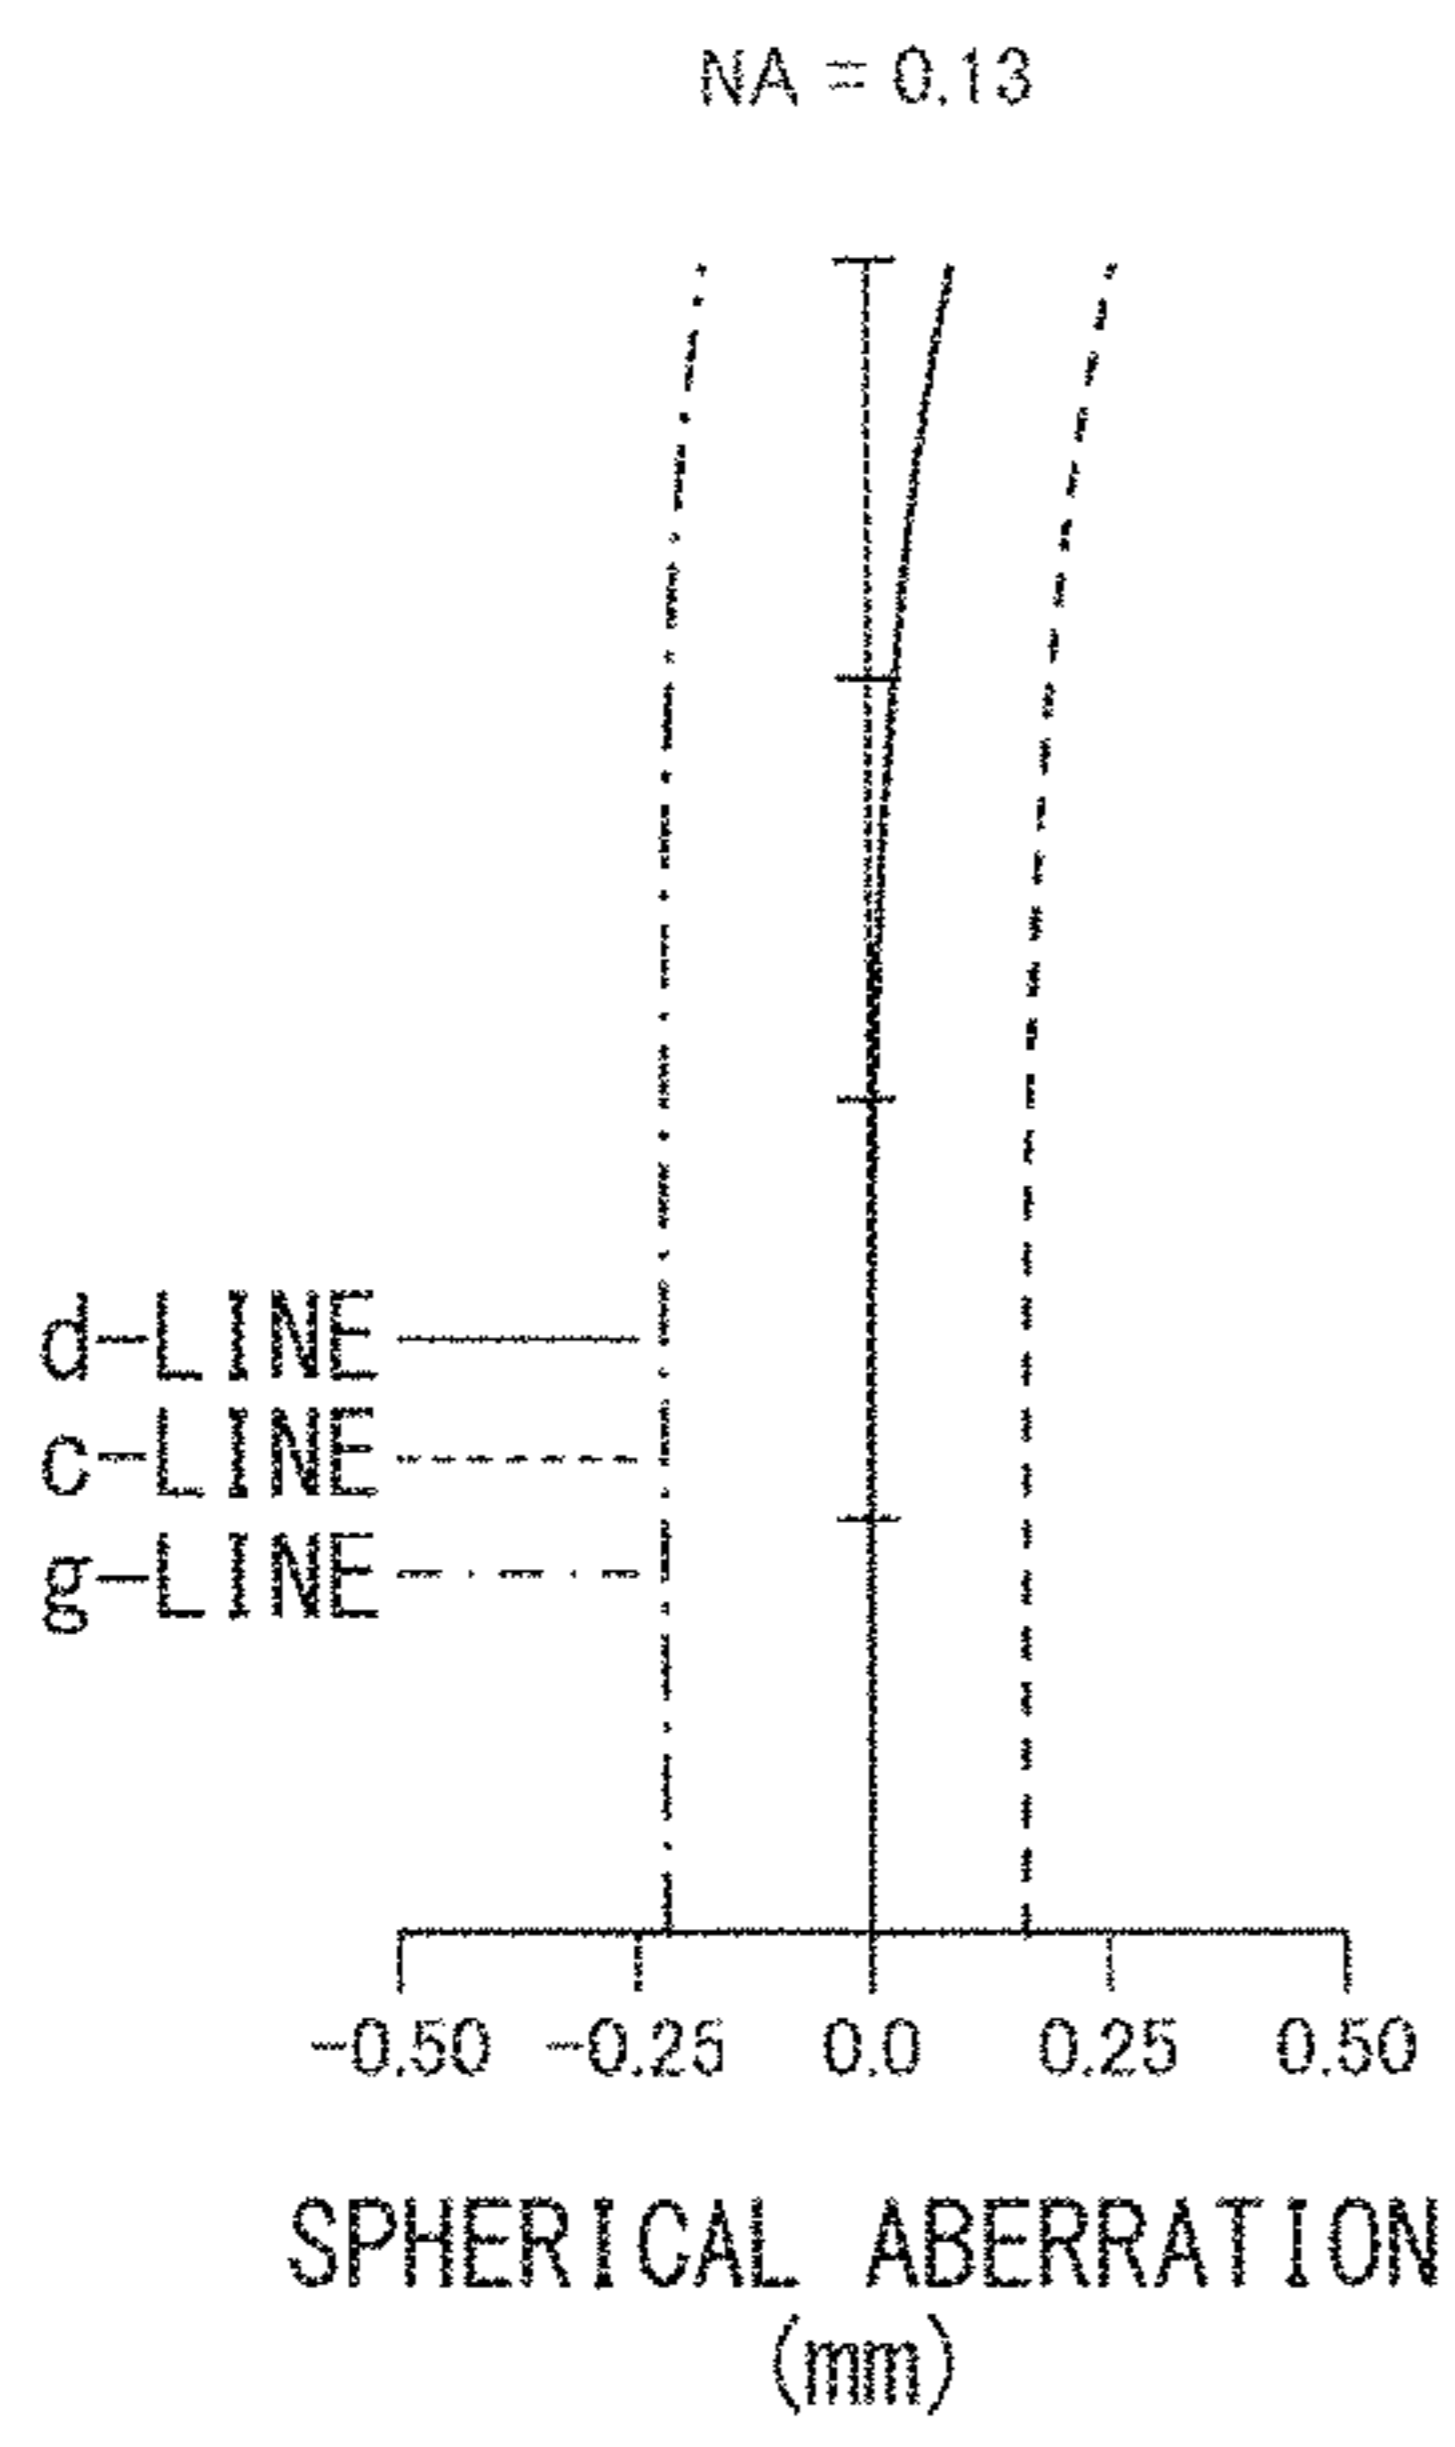 NA = 0.13
d-LINE
c-LINE
g-LINE
-0.50 -0.25 0.0 0.25 0.50
SPHERICAL ABERRATION
(mm)